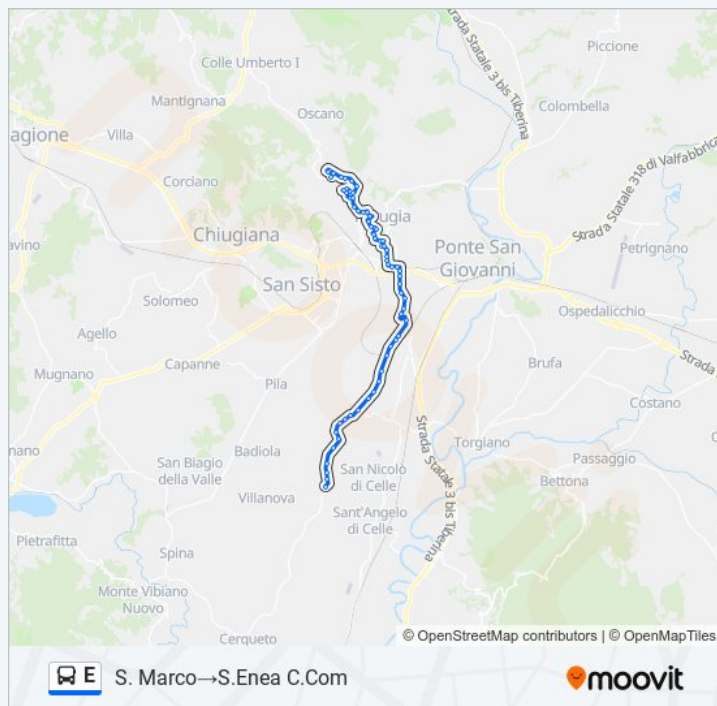 Piccione
Colle Umberto I
Mantignana
Oscano
Strada Statale 3 bis Tiberina
Colombella
agione
Villa
Corciano
Strada Statale 318 di Valfabbrica
avino
Chiugiana
ugia
Ponte San
Giovanni
Petrignano
San Sisto
Solomeo
Ospedalicchio
Agello
Capanne
Strada
Mugnano
Pila
Brufa
Costano
nano
Badiola
Torgiano
San Biagio
della Valle
San Nicolò
di Celle
Passaggio
Bettona
Villanova
Strada Statale 3 bis Tiberina
Sant'Angelo
di Celle
Pietrafitta
Spina
Monte Vibiano
Nuovo
Cerqueto
© OpenStreetMap contributors | © OpenMapTiles
E S. Marco→S.Enea C.Com
moovit